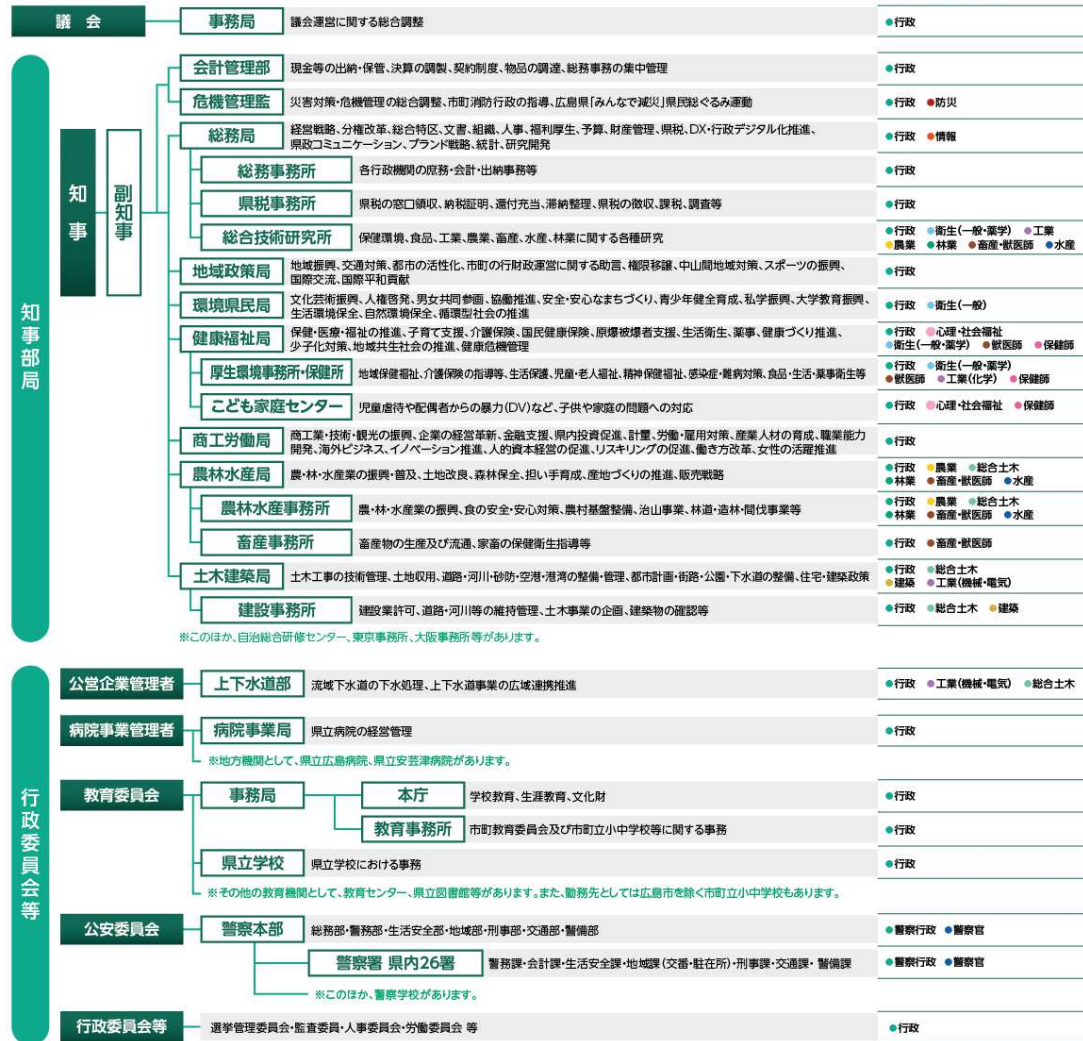 議会
事務局
議会運営に関する総合調整
●行政
知事部局
知事
副知事
会計管理部
現金等の出納・保管、決算の調製、契約制度、物品の調達、総務事務の集中管理
●行政
危機管理監
災害対策・危機管理の総合調整、市町消防行政の指導、広島県「みんなで減災」県民総ぐるみ運動
●行政 ●防災
総務局
経営戦略、分権改革、総合特区、文書、組織、人事、福利厚生、予算、財産管理、県税、DX・行政デジタル化推進、
県政コミュニケーション、ブランド戦略、統計、研究開発
●行政 ●情報
総務事務所
各行政機関の庶務・会計・出納事務等
●行政
県税事務所
県税の窓口領収、納税証明、還付充当、滞納整理、県税の徴収、課税、調査等
●行政
総合技術研究所
保健環境、食品、工業、農業、畜産、水産、林業に関する各種研究
●行政 ●衛生(一般・薬学) ●工業
●農業 ●林業 ●畜産・獣医師 ●水産
地域政策局
地域振興、交通対策、都市の活性化、市町の行財政運営に関する助言、権限移譲、中山間地域対策、スポーツの振興、
国際交流、国際平和貢献
●行政
環境県民局
文化芸術振興、人権啓発、男女共同参画、協働推進、安全・安心なまちづくり、青少年健全育成、私学振興、大学教育振興、
生活環境保全、自然環境保全、循環型社会の推進
●行政 ●衛生(一般)
健康福祉局
保健・医療・福祉の推進、子育て支援、介護保険、国民健康保険、原爆被爆者支援、生活衛生、薬事、健康づくり推進、
少子化対策、地域共生社会の推進、健康危機管理
●行政 ●心理・社会福祉
●衛生(一般・薬学) ●獣医師 ●保健師
厚生環境事務所・保健所
地域保健福祉、介護保険の指導等、生活保護、児童・老人福祉、精神保健福祉、感染症・難病対策、食品・生活・薬事衛生等
●行政 ●衛生(一般・薬学)
●獣医師 ●工業(化学) ●保健師
こども家庭センター
児童虐待や配偶者からの暴力(DV)など、子供や家庭の問題への対応
●行政 ●心理・社会福祉 ●保健師
商工労働局
商工業・技術・観光の振興、企業の経営革新、金融支援、県内投資促進、計量、労働・雇用対策、産業人材の育成、職業能力
開発、海外ビジネス、イノベーション推進、人的資本経営の促進、リスキリングの促進、働き方改革、女性の活躍推進
●行政
農林水産局
農・林・水産業の振興・普及、土地改良、森林保全、担い手育成、産地づくりの推進、販売戦略
●行政 ●農業 ●総合土木
●林業 ●畜産・獣医師 ●水産
農林水産事務所
農・林・水産業の振興、食の安全・安心対策、農村基盤整備、治山事業、林道・造林・間伐事業等
●行政 ●農業 ●総合土木
●林業 ●畜産・獣医師 ●水産
畜産事務所
畜産物の生産及び流通、家畜の保健衛生指導等
●行政 ●畜産・獣医師
土木建築局
土木工事の技術管理、土地収用、道路・河川・砂防・空港・港湾の整備・管理、都市計画・街路・公園・下水道の整備、住宅・建築政策
●行政 ●総合土木
●建築 ●工業(機械・電気)
建設事務所
建設業許可、道路・河川等の維持管理、土木事業の企画、建築物の確認等
●行政 ●総合土木 ●建築
※このほか、自治総合研修センター、東京事務所、大阪事務所等があります。
行政委員会等
公営企業管理者
上下水道部
流域下水道の下水処理、上下水道事業の広域連携推進
●行政 ●工業(機械・電気) ●総合土木
病院事業管理者
病院事業局
県立病院の経営管理
●行政
※地方機関として、県立広島病院、県立安芸津病院があります。
教育委員会
事務局
本庁
学校教育、生涯教育、文化財
●行政
教育事務所
市町教育委員会及び市町立小中学校等に関する事務
●行政
県立学校
県立学校における事務
●行政
※その他の教育機関として、教育センター、県立図書館等があります。また、勤務先としては広島市を除く市町立小中学校もあります。
公安委員会
警察本部
総務部・警務部・生活安全部・地域部・刑事部・交通部・警備部
●警察行政 ●警察官
警察署 県内26署
警務課・会計課・生活安全課・地域課(交番・駐在所)・刑事課・交通課・警備課
●警察行政 ●警察官
※このほか、警察学校があります。
行政委員会等
選挙管理委員会・監査委員・人事委員会・労働委員会 等
●行政